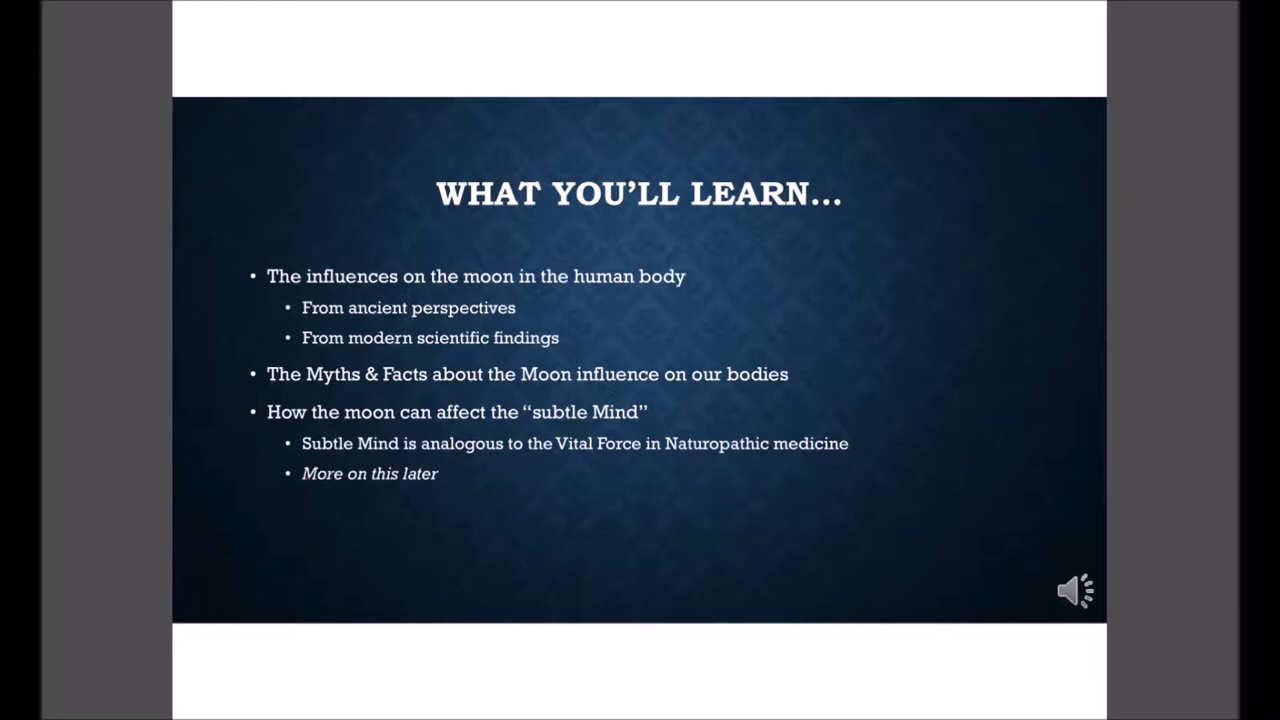 WHAT YOU'LL LEARN...
• The influences on the moon in the human body
• From ancient perspectives
• From modern scientific findings
• The Myths & Facts about the Moon influence on our bodies
• How the moon can affect the “subtle Mind”
• Subtle Mind is analogous to the Vital Force in Naturopathic medicine
• More on this later